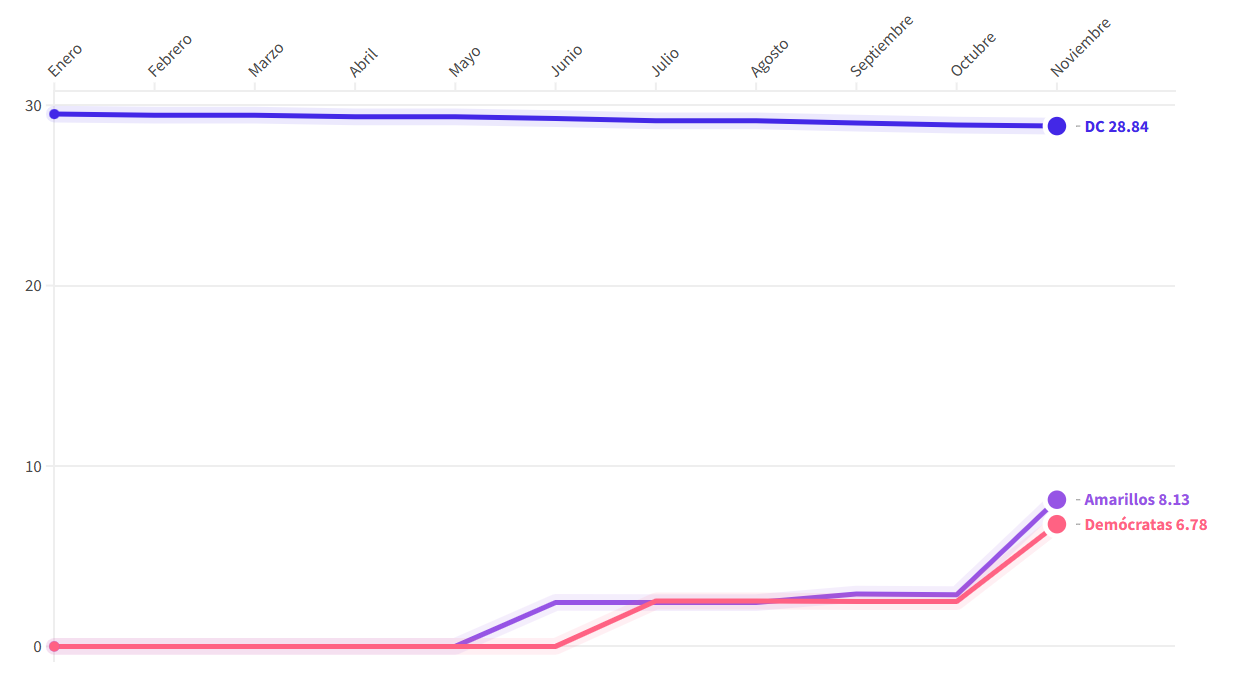 Enero
Febrero
Marzo
Abril
Mayo
Junio
Julio
Agosto
Septiembre
Octubre
Noviembre
30
20
10
0
- DC 28.84
- Amarillos 8.13
- Demócratas 6.78